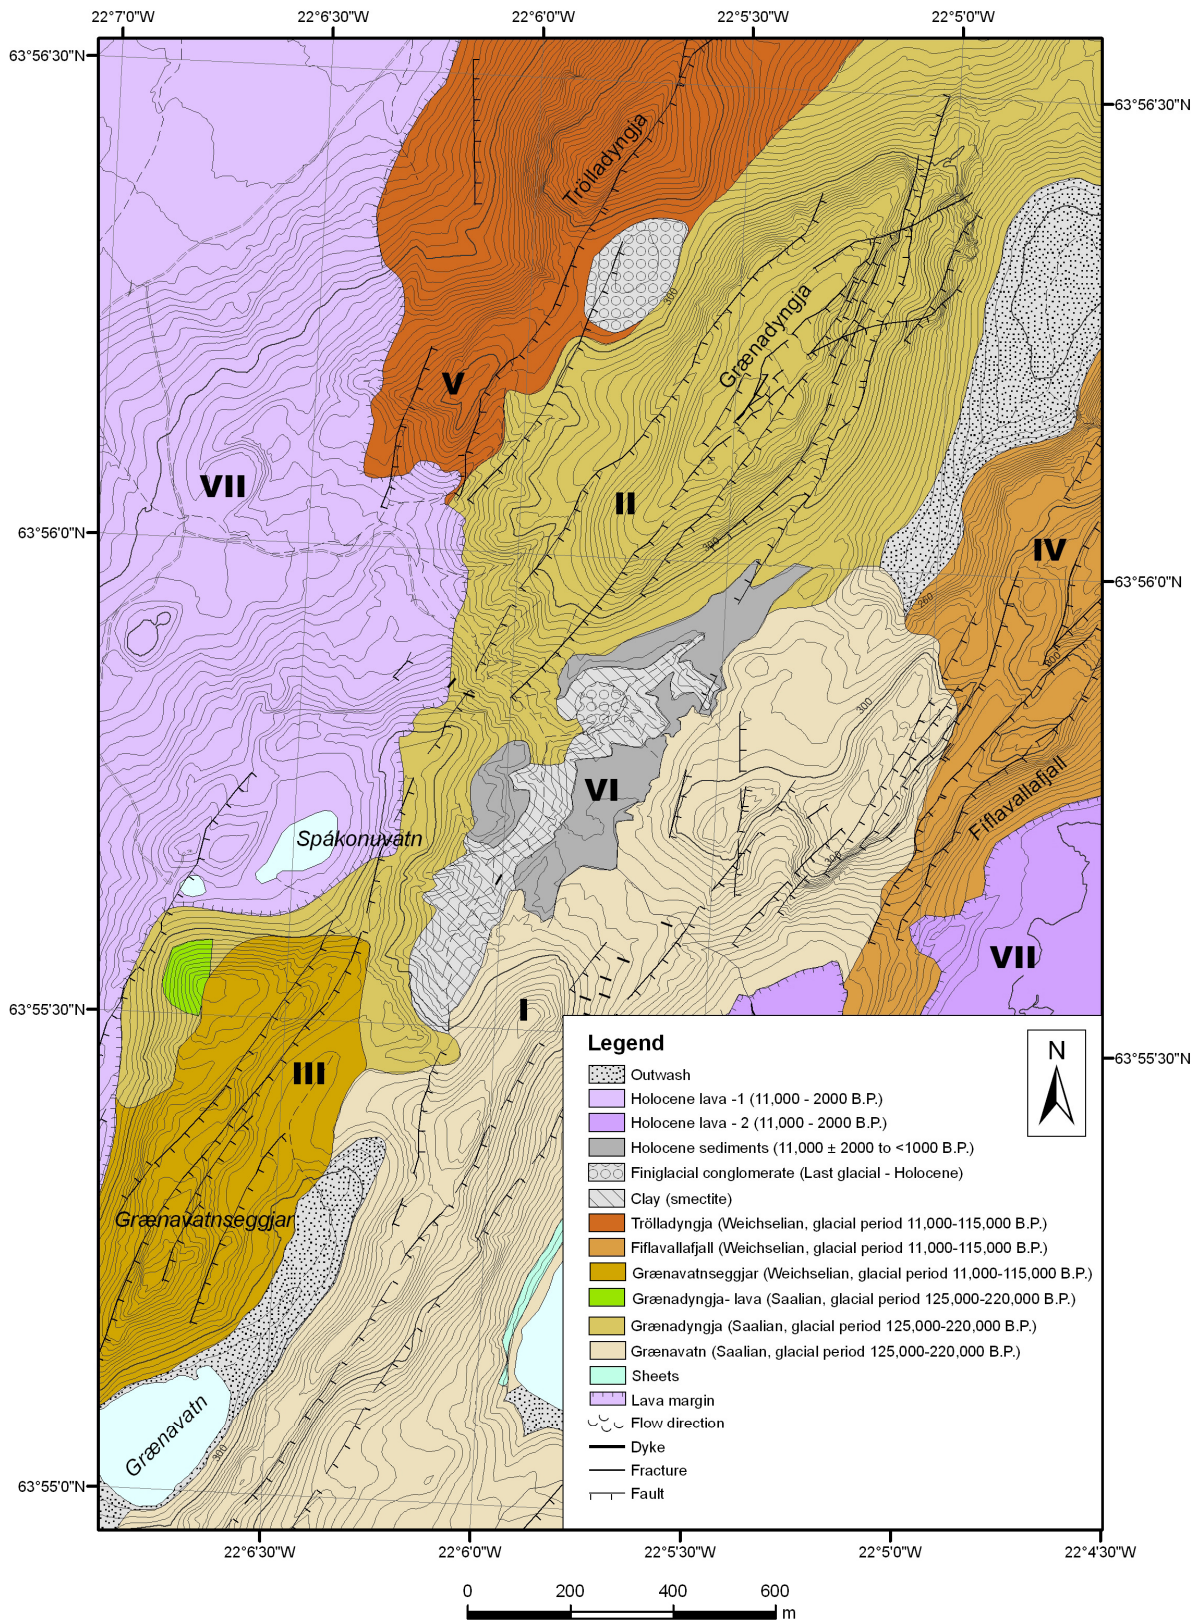 22°7'0"W 22°6'30"W 22°6'0"W 22°5'30"W 22°5'0"W
63°56'30"N
63°56'30"N
Trölladyngja
300
Grænadyngja
V
VII
II
300
63°56'0"N
IV
63°56'0"N
260
300
300
VI
Fíflavallafjall
Spákonuvatn
300
VII
63°55'30"N
I
III
63°55'30"N
Grænavatnseggjar
Grænavatn
300
63°55'0"N
Legend
N
Outwash
Holocene lava -1 (11,000 - 2000 B.P.)
Holocene lava - 2 (11,000 - 2000 B.P.)
Holocene sediments (11,000 ± 2000 to <1000 B.P.)
Finiglacial conglomerate (Last glacial - Holocene)
Clay (smectite)
Trölladyngja (Weichselian, glacial period 11,000-115,000 B.P.)
Fiflavallafjall (Weichselian, glacial period 11,000-115,000 B.P.)
Grænavatnseggjar (Weichselian, glacial period 11,000-115,000 B.P.)
Grænadyngja- lava (Saalian, glacial period 125,000-220,000 B.P.)
Grænadyngja (Saalian, glacial period 125,000-220,000 B.P.)
Grænavatn (Saalian, glacial period 125,000-220,000 B.P.)
Sheets
Lava margin
Flow direction
Dyke
Fracture
Fault
22°6'30"W 22°6'0"W 22°5'30"W 22°5'0"W 22°4'30"W
0 200 400 600
m